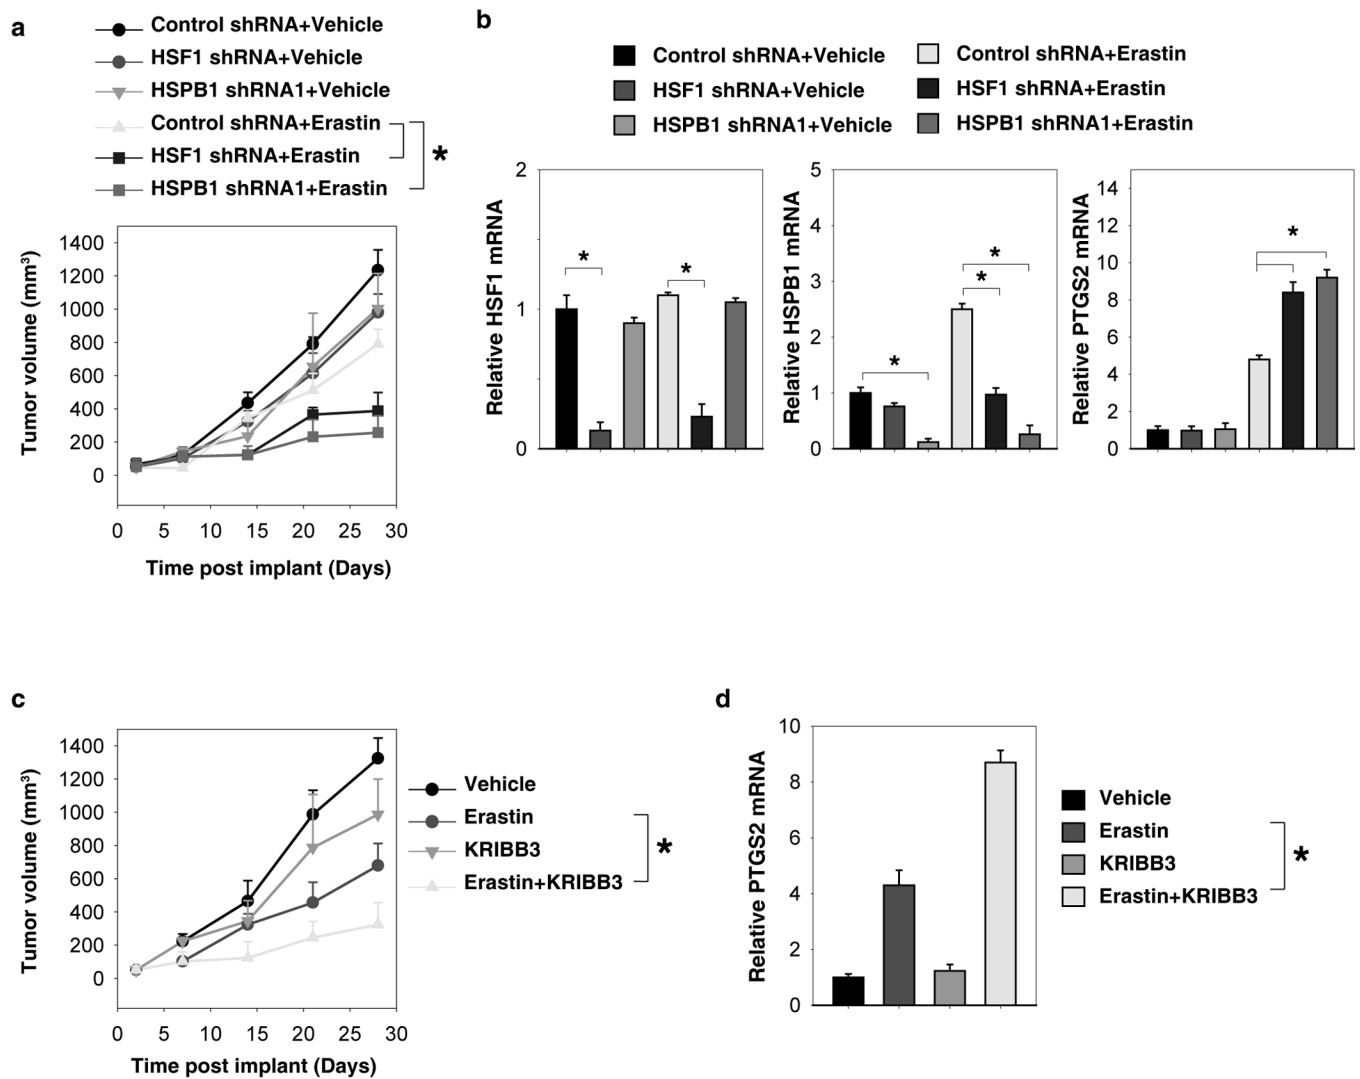 a
Control shRNA+Vehicle
HSF1 shRNA+Vehicle
HSPB1 shRNA1+Vehicle
Control shRNA+Erastin
HSF1 shRNA+Erastin
HSPB1 shRNA1+Erastin
*
Tumor volume (mm³)
1400
1200
1000
800
600
400
200
0
0 5 10 15 20 25 30
Time post implant (Days)
b
Control shRNA+Vehicle
HSF1 shRNA+Vehicle
HSPB1 shRNA1+Vehicle
Control shRNA+Erastin
HSF1 shRNA+Erastin
HSPB1 shRNA1+Erastin
Relative HSF1 mRNA
2
1
0
* *
Relative HSPB1 mRNA
5
4
3
2
1
0
* * *
Relative PTGS2 mRNA
14
12
10
8
6
4
2
0
*
c
Tumor volume (mm³)
1400
1200
1000
800
600
400
200
0
0 5 10 15 20 25 30
Time post implant (Days)
Vehicle
Erastin
KRIBB3
Erastin+KRIBB3
*
d
Relative PTGS2 mRNA
10
8
6
4
2
0
Vehicle
Erastin
KRIBB3
Erastin+KRIBB3
*